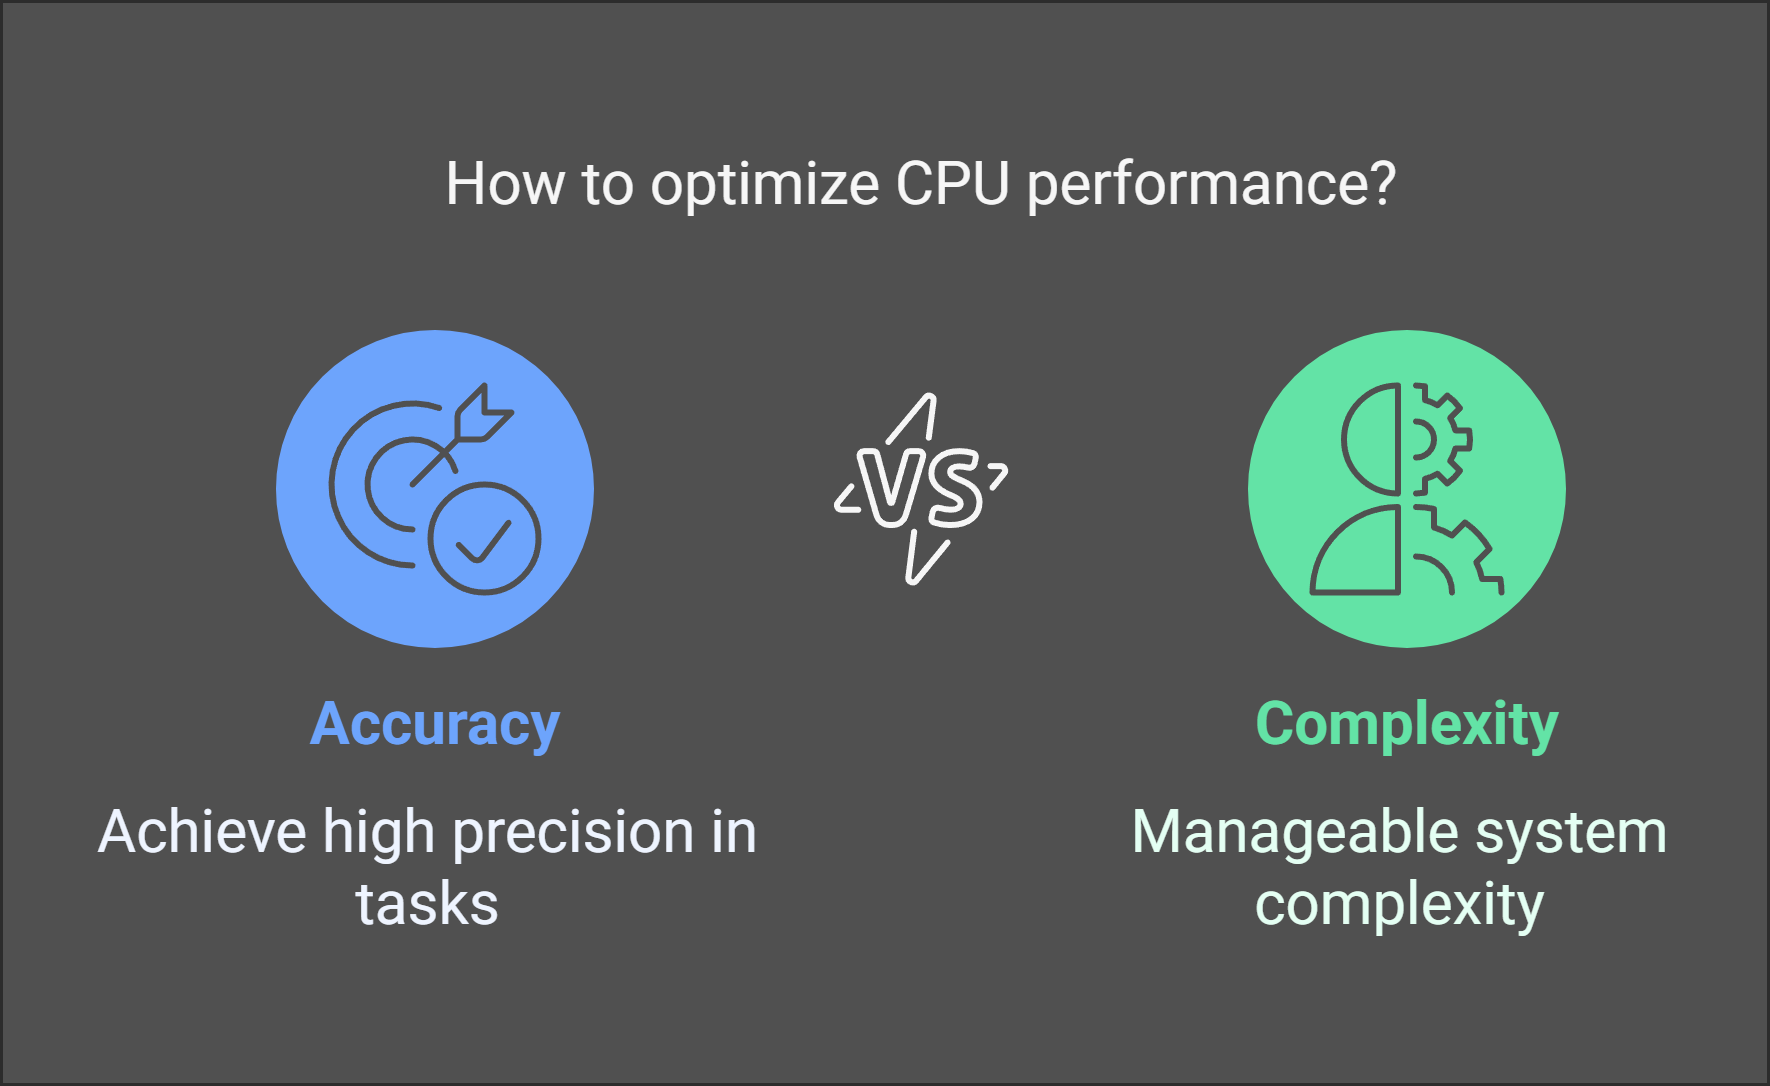 How to optimize CPU performance?
VS
Accuracy
Complexity
Achieve high precision in
tasks
Manageable system
complexity